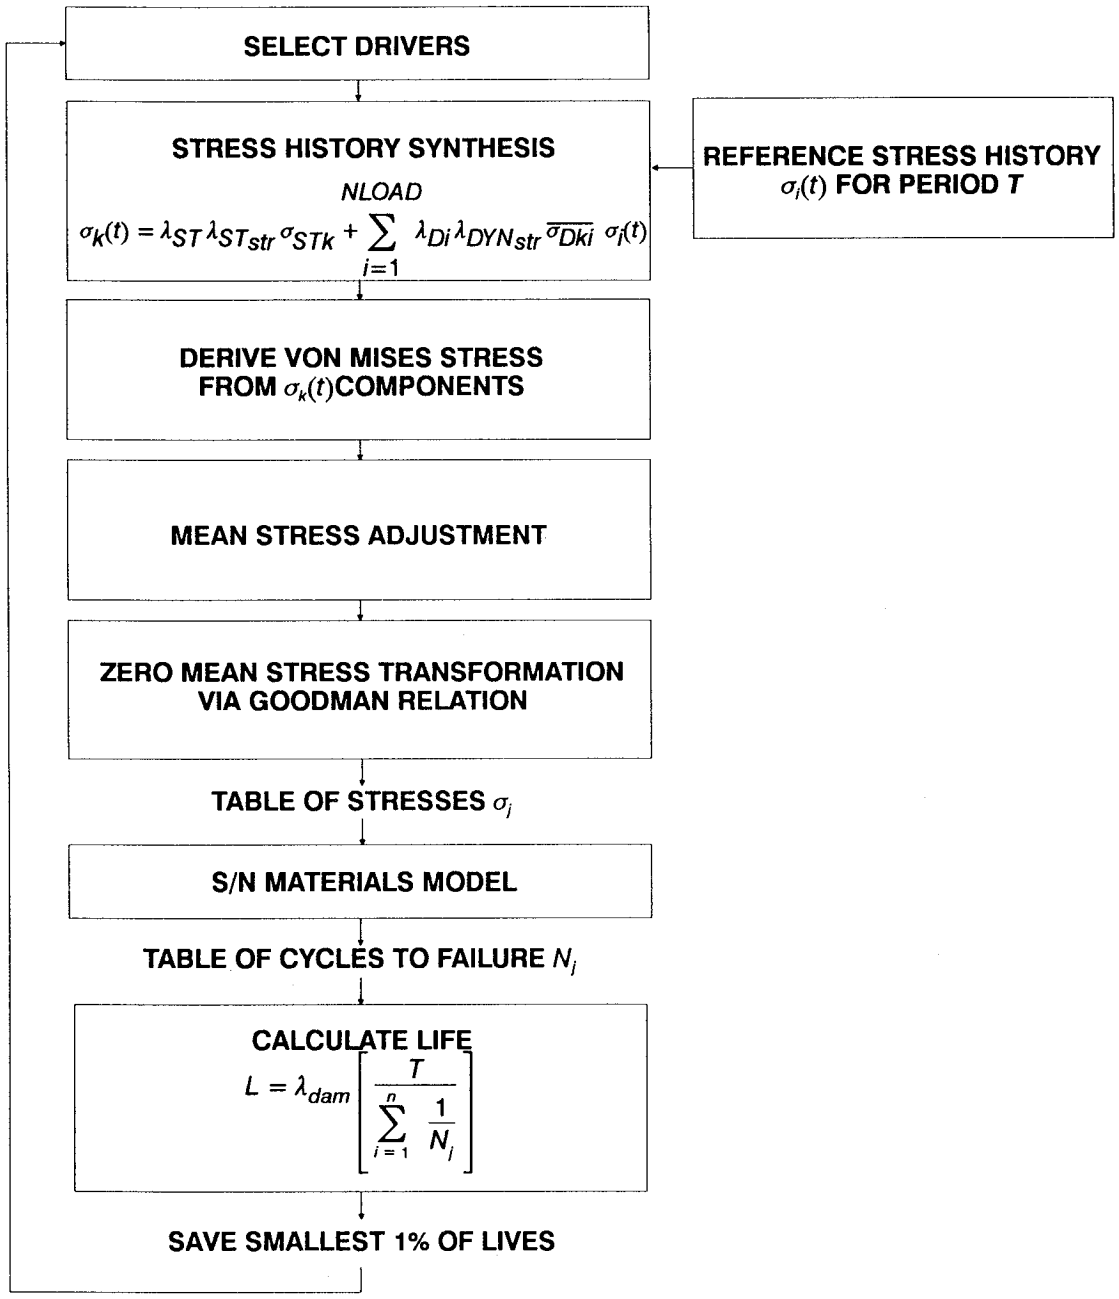 SELECT DRIVERS
STRESS HISTORY SYNTHESIS
NLOAD
σk(t) = λST λSTstr σSTk + ∑ λDi λDYNstr σ̅D̅k̅i̅ σi(t)
i=1
REFERENCE STRESS HISTORY
σi(t) FOR PERIOD T
DERIVE VON MISES STRESS
FROM σk(t)COMPONENTS
MEAN STRESS ADJUSTMENT
ZERO MEAN STRESS TRANSFORMATION
VIA GOODMAN RELATION
TABLE OF STRESSES σj
S/N MATERIALS MODEL
TABLE OF CYCLES TO FAILURE Nj
CALCULATE LIFE
L = λdam [ T / ∑ (i = 1 to n) 1/Nj ]
SAVE SMALLEST 1% OF LIVES